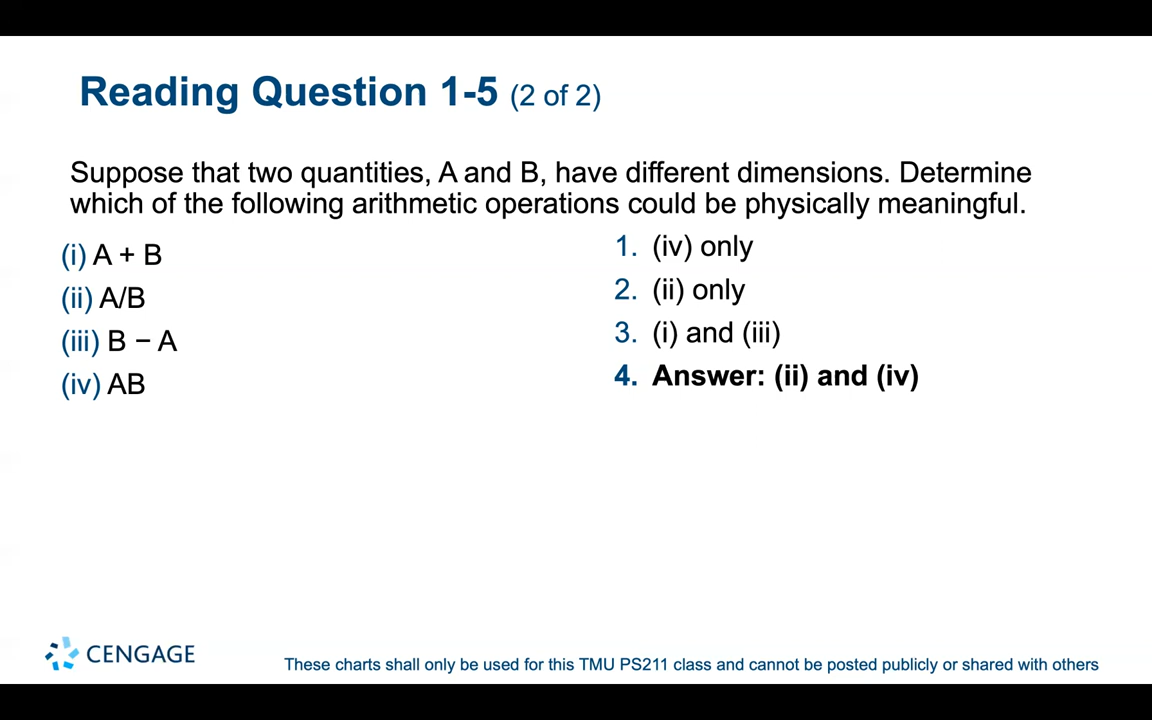 Reading Question 1-5 (2 of 2)
Suppose that two quantities, A and B, have different dimensions. Determine
which of the following arithmetic operations could be physically meaningful.
(i) A + B
(ii) A/B
(iii) B − A
(iv) AB
1. (iv) only
2. (ii) only
3. (i) and (iii)
4. Answer: (ii) and (iv)
CENGAGE
These charts shall only be used for this TMU PS211 class and cannot be posted publicly or shared with others